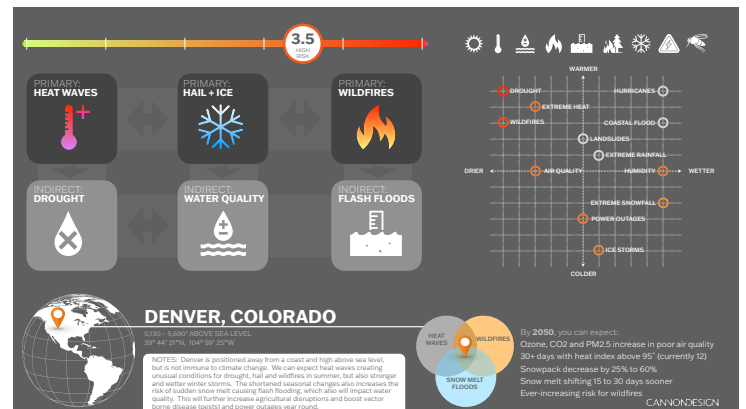 3.5
HIGH
RISK
PRIMARY:
HEAT WAVES
PRIMARY:
HAIL + ICE
PRIMARY:
WILDFIRES
INDIRECT:
DROUGHT
INDIRECT:
WATER QUALITY
INDIRECT:
FLASH FLOODS
WARMER
DROUGHT
HURRICANES
EXTREME HEAT
WILDFIRES
COASTAL FLOOD
LANDSLIDES
EXTREME RAINFALL
DRIER
AIR QUALITY
HUMIDITY
WETTER
EXTREME SNOWFALL
POWER OUTAGES
ICE STORMS
COLDER
DENVER, COLORADO
5,130 - 5,690' ABOVE SEA LEVEL
39° 44' 21"N, 104° 59' 25"W
NOTES: Denver is positioned away from a coast and high above sea level,
but is not immune to climate change. We can expect heat waves creating
unusual conditions for drought, hail and wildfires in summer, but also stronger
and wetter winter storms. The shortened seasonal changes also increases the
risk of sudden snow melt causing flash flooding, which also will impact water
quality. This will further increase agricultural disruptions and boost vector
borne disease (pests) and power outages year round.
HEAT
WAVES
WILDFIRES
SNOW MELT
FLOODS
By 2050, you can expect:
Ozone, CO2 and PM2.5 increase in poor air quality
30+ days with heat index above 95° (currently 12)
Snowpack decrease by 25% to 60%
Snow melt shifting 15 to 30 days sooner
Ever-increasing risk for wildfires
CANNONDESIGN